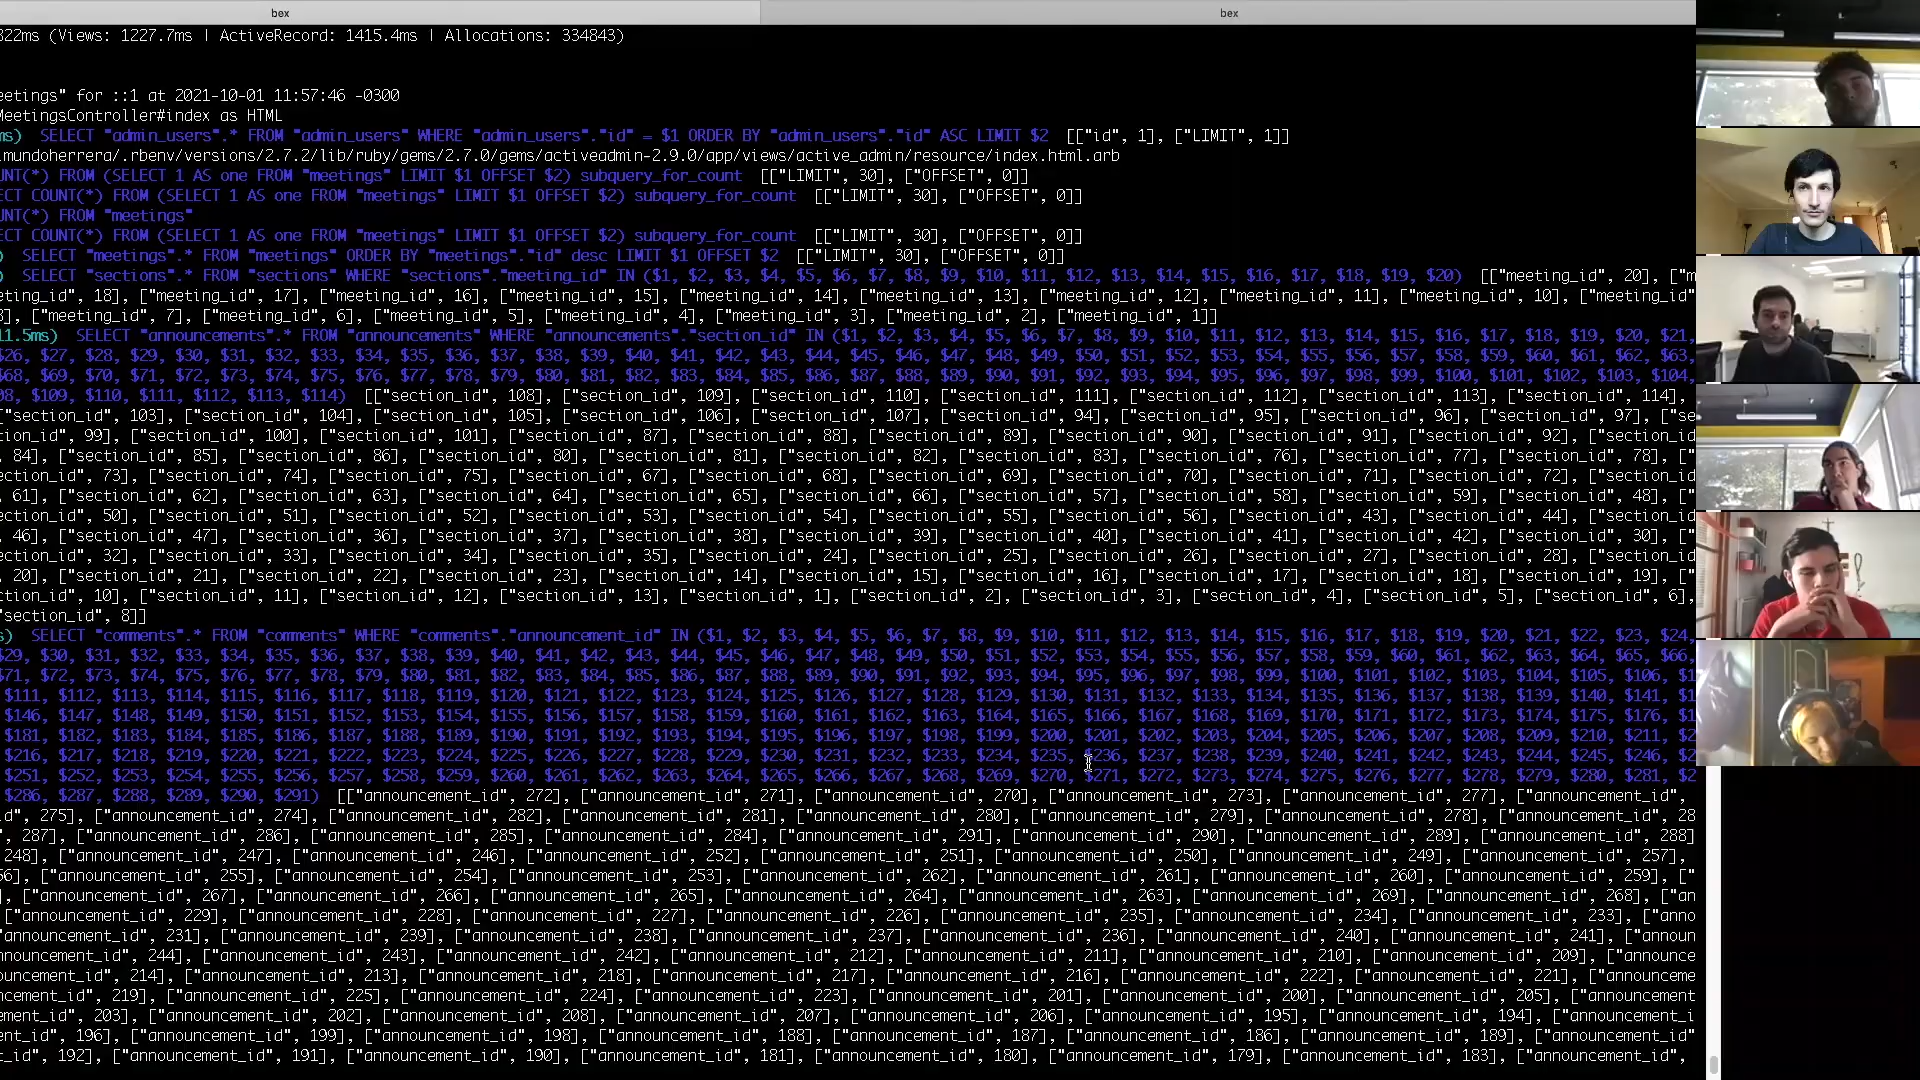 bex
bex
822ms (Views: 1227.7ms | ActiveRecord: 1415.4ms | Allocations: 334843)
eetings" for ::1 at 2021-10-01 11:57:46 -0300
MeetingsController#index as HTML
ms) SELECT "admin_users".* FROM "admin_users" WHERE "admin_users"."id" = $1 ORDER BY "admin_users"."id" ASC LIMIT $2 [["id", 1], ["LIMIT", 1]]
mundoherrera/.rbenv/versions/2.7.2/lib/ruby/gems/2.7.0/gems/activeadmin-2.9.0/app/views/active_admin/resource/index.html.arb
UNT(*) FROM (SELECT 1 AS one FROM "meetings" LIMIT $1 OFFSET $2) subquery_for_count [["LIMIT", 30], ["OFFSET", 0]]
ECT COUNT(*) FROM (SELECT 1 AS one FROM "meetings" LIMIT $1 OFFSET $2) subquery_for_count [["LIMIT", 30], ["OFFSET", 0]]
UNT(*) FROM "meetings"
ECT COUNT(*) FROM (SELECT 1 AS one FROM "meetings" LIMIT $1 OFFSET $2) subquery_for_count [["LIMIT", 30], ["OFFSET", 0]]
) SELECT "meetings".* FROM "meetings" ORDER BY "meetings"."id" desc LIMIT $1 OFFSET $2 [["LIMIT", 30], ["OFFSET", 0]]
) SELECT "sections".* FROM "sections" WHERE "sections"."meeting_id" IN ($1, $2, $3, $4, $5, $6, $7, $8, $9, $10, $11, $12, $13, $14, $15, $16, $17, $18, $19, $20) [["meeting_id", 20], ["m
eting_id", 18], ["meeting_id", 17], ["meeting_id", 16], ["meeting_id", 15], ["meeting_id", 14], ["meeting_id", 13], ["meeting_id", 12], ["meeting_id", 11], ["meeting_id", 10], ["meeting_id"
8], ["meeting_id", 7], ["meeting_id", 6], ["meeting_id", 5], ["meeting_id", 4], ["meeting_id", 3], ["meeting_id", 2], ["meeting_id", 1]]
11.5ms) SELECT "announcements".* FROM "announcements" WHERE "announcements"."section_id" IN ($1, $2, $3, $4, $5, $6, $7, $8, $9, $10, $11, $12, $13, $14, $15, $16, $17, $18, $19, $20, $21,
$26, $27, $28, $29, $30, $31, $32, $33, $34, $35, $36, $37, $38, $39, $40, $41, $42, $43, $44, $45, $46, $47, $48, $49, $50, $51, $52, $53, $54, $55, $56, $57, $58, $59, $60, $61, $62, $63,
$68, $69, $70, $71, $72, $73, $74, $75, $76, $77, $78, $79, $80, $81, $82, $83, $84, $85, $86, $87, $88, $89, $90, $91, $92, $93, $94, $95, $96, $97, $98, $99, $100, $101, $102, $103, $104,
08, $109, $110, $111, $112, $113, $114) [["section_id", 108], ["section_id", 109], ["section_id", 110], ["section_id", 111], ["section_id", 112], ["section_id", 113], ["section_id", 114],
"section_id", 103], ["section_id", 104], ["section_id", 105], ["section_id", 106], ["section_id", 107], ["section_id", 94], ["section_id", 95], ["section_id", 96], ["section_id", 97], ["se
tion_id", 99], ["section_id", 100], ["section_id", 101], ["section_id", 87], ["section_id", 88], ["section_id", 89], ["section_id", 90], ["section_id", 91], ["section_id", 92], ["section_id
84], ["section_id", 85], ["section_id", 86], ["section_id", 80], ["section_id", 81], ["section_id", 82], ["section_id", 83], ["section_id", 76], ["section_id", 77], ["section_id", 78], ["s
ection_id", 73], ["section_id", 74], ["section_id", 75], ["section_id", 67], ["section_id", 68], ["section_id", 69], ["section_id", 70], ["section_id", 71], ["section_id", 72], ["section_id
61], ["section_id", 62], ["section_id", 63], ["section_id", 64], ["section_id", 65], ["section_id", 66], ["section_id", 57], ["section_id", 58], ["section_id", 59], ["section_id", 48], ["s
ection_id", 50], ["section_id", 51], ["section_id", 52], ["section_id", 53], ["section_id", 54], ["section_id", 55], ["section_id", 56], ["section_id", 43], ["section_id", 44], ["section_id
46], ["section_id", 47], ["section_id", 36], ["section_id", 37], ["section_id", 38], ["section_id", 39], ["section_id", 40], ["section_id", 41], ["section_id", 42], ["section_id", 30], ["s
ection_id", 32], ["section_id", 33], ["section_id", 34], ["section_id", 35], ["section_id", 24], ["section_id", 25], ["section_id", 26], ["section_id", 27], ["section_id", 28], ["section_id
20], ["section_id", 21], ["section_id", 22], ["section_id", 23], ["section_id", 14], ["section_id", 15], ["section_id", 16], ["section_id", 17], ["section_id", 18], ["section_id", 19], ["s
ection_id", 10], ["section_id", 11], ["section_id", 12], ["section_id", 13], ["section_id", 1], ["section_id", 2], ["section_id", 3], ["section_id", 4], ["section_id", 5], ["section_id", 6],
"section_id", 8]]
s) SELECT "comments".* FROM "comments" WHERE "comments"."announcement_id" IN ($1, $2, $3, $4, $5, $6, $7, $8, $9, $10, $11, $12, $13, $14, $15, $16, $17, $18, $19, $20, $21, $22, $23, $24,
$29, $30, $31, $32, $33, $34, $35, $36, $37, $38, $39, $40, $41, $42, $43, $44, $45, $46, $47, $48, $49, $50, $51, $52, $53, $54, $55, $56, $57, $58, $59, $60, $61, $62, $63, $64, $65, $66,
$71, $72, $73, $74, $75, $76, $77, $78, $79, $80, $81, $82, $83, $84, $85, $86, $87, $88, $89, $90, $91, $92, $93, $94, $95, $96, $97, $98, $99, $100, $101, $102, $103, $104, $105, $106, $1
$111, $112, $113, $114, $115, $116, $117, $118, $119, $120, $121, $122, $123, $124, $125, $126, $127, $128, $129, $130, $131, $132, $133, $134, $135, $136, $137, $138, $139, $140, $141, $1
$146, $147, $148, $149, $150, $151, $152, $153, $154, $155, $156, $157, $158, $159, $160, $161, $162, $163, $164, $165, $166, $167, $168, $169, $170, $171, $172, $173, $174, $175, $176, $1
$181, $182, $183, $184, $185, $186, $187, $188, $189, $190, $191, $192, $193, $194, $195, $196, $197, $198, $199, $200, $201, $202, $203, $204, $205, $206, $207, $208, $209, $210, $211, $2
$216, $217, $218, $219, $220, $221, $222, $223, $224, $225, $226, $227, $228, $229, $230, $231, $232, $233, $234, $235, $236, $237, $238, $239, $240, $241, $242, $243, $244, $245, $246, $2
$251, $252, $253, $254, $255, $256, $257, $258, $259, $260, $261, $262, $263, $264, $265, $266, $267, $268, $269, $270, $271, $272, $273, $274, $275, $276, $277, $278, $279, $280, $281, $2
$286, $287, $288, $289, $290, $291) [["announcement_id", 272], ["announcement_id", 271], ["announcement_id", 270], ["announcement_id", 273], ["announcement_id", 277], ["announcement_id",
id", 275], ["announcement_id", 274], ["announcement_id", 282], ["announcement_id", 281], ["announcement_id", 280], ["announcement_id", 279], ["announcement_id", 278], ["announcement_id", 28
, 287], ["announcement_id", 286], ["announcement_id", 285], ["announcement_id", 284], ["announcement_id", 291], ["announcement_id", 290], ["announcement_id", 289], ["announcement_id", 288]
248], ["announcement_id", 247], ["announcement_id", 246], ["announcement_id", 252], ["announcement_id", 251], ["announcement_id", 250], ["announcement_id", 249], ["announcement_id", 257],
56], ["announcement_id", 255], ["announcement_id", 254], ["announcement_id", 253], ["announcement_id", 262], ["announcement_id", 261], ["announcement_id", 260], ["announcement_id", 259], ["
], ["announcement_id", 267], ["announcement_id", 266], ["announcement_id", 265], ["announcement_id", 264], ["announcement_id", 263], ["announcement_id", 269], ["announcement_id", 268], ["an
["announcement_id", 229], ["announcement_id", 228], ["announcement_id", 227], ["announcement_id", 226], ["announcement_id", 235], ["announcement_id", 234], ["announcement_id", 233], ["anno
announcement_id", 231], ["announcement_id", 239], ["announcement_id", 238], ["announcement_id", 237], ["announcement_id", 236], ["announcement_id", 240], ["announcement_id", 241], ["announ
nouncement_id", 244], ["announcement_id", 243], ["announcement_id", 242], ["announcement_id", 212], ["announcement_id", 211], ["announcement_id", 210], ["announcement_id", 209], ["announce
ouncement_id", 214], ["announcement_id", 213], ["announcement_id", 218], ["announcement_id", 217], ["announcement_id", 216], ["announcement_id", 222], ["announcement_id", 221], ["announceme
ncement_id", 219], ["announcement_id", 225], ["announcement_id", 224], ["announcement_id", 223], ["announcement_id", 201], ["announcement_id", 200], ["announcement_id", 205], ["announcement
cement_id", 203], ["announcement_id", 202], ["announcement_id", 208], ["announcement_id", 207], ["announcement_id", 206], ["announcement_id", 195], ["announcement_id", 194], ["announcement_i
ent_id", 196], ["announcement_id", 199], ["announcement_id", 198], ["announcement_id", 188], ["announcement_id", 187], ["announcement_id", 186], ["announcement_id", 189], ["announcement_id"
t_id", 192], ["announcement_id", 191], ["announcement_id", 190], ["announcement_id", 181], ["announcement_id", 180], ["announcement_id", 179], ["announcement_id", 183], ["announcement_id",